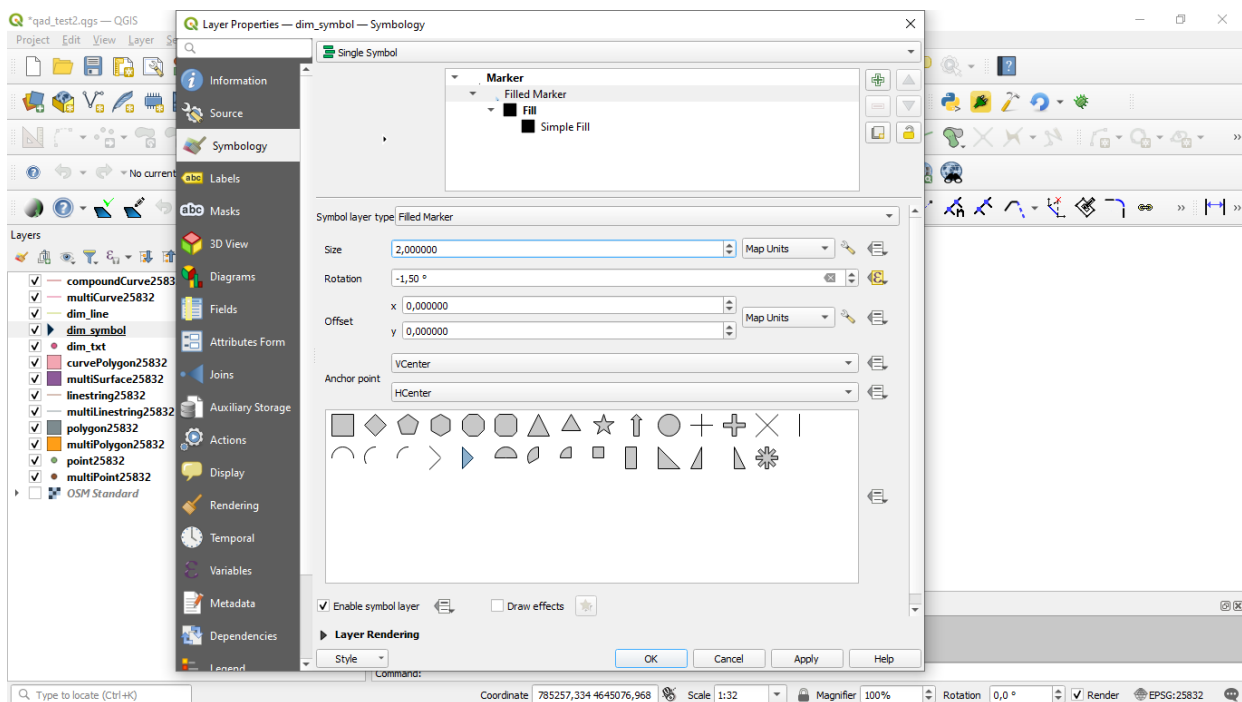 *qad_test2.qgs — QGIS
Project Edit View Layer Se
Layer Properties — dim_symbol — Symbology
Information
Source
Symbology
Labels
Masks
3D View
Diagrams
Fields
Attributes Form
Joins
Auxiliary Storage
Actions
Display
Rendering
Temporal
Variables
Metadata
Dependencies
Legend
Single Symbol
Marker
Filled Marker
Fill
Simple Fill
Symbol layer type Filled Marker
Size 2,000000 Map Units
Rotation -1,50 °
Offset x 0,000000 Map Units
y 0,000000
Anchor point VCenter
HCenter
Enable symbol layer Draw effects
Layer Rendering
Style OK Cancel Apply Help
No current
Layers
compoundCurve2583
multiCurve25832
dim_line
dim_symbol
dim_txt
curvePolygon25832
multiSurface25832
linestring25832
multiLinestring25832
polygon25832
multiPolygon25832
point25832
multiPoint25832
OSM Standard
Command:
Type to locate (Ctrl+K) Coordinate 785257,334 4645076,968 Scale 1:32 Magnifier 100% Rotation 0,0 ° Render EPSG:25832